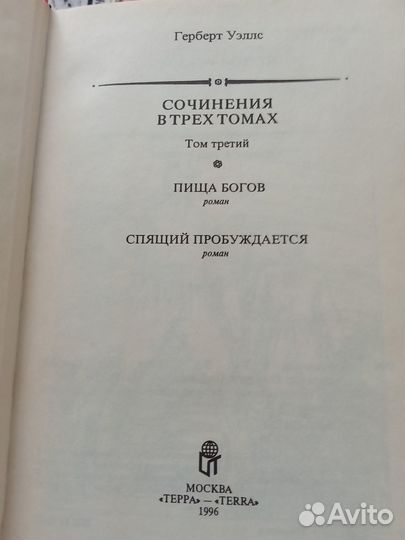 Герберт Уэллс
СОЧИНЕНИЯ
В ТРЕХ ТОМАХ
Том третий
ПИЩА БОГОВ
роман
СПЯЩИЙ ПРОБУЖДАЕТСЯ
роман
МОСКВА
«ТЕРРА» — «TERRA»
1996
Avito